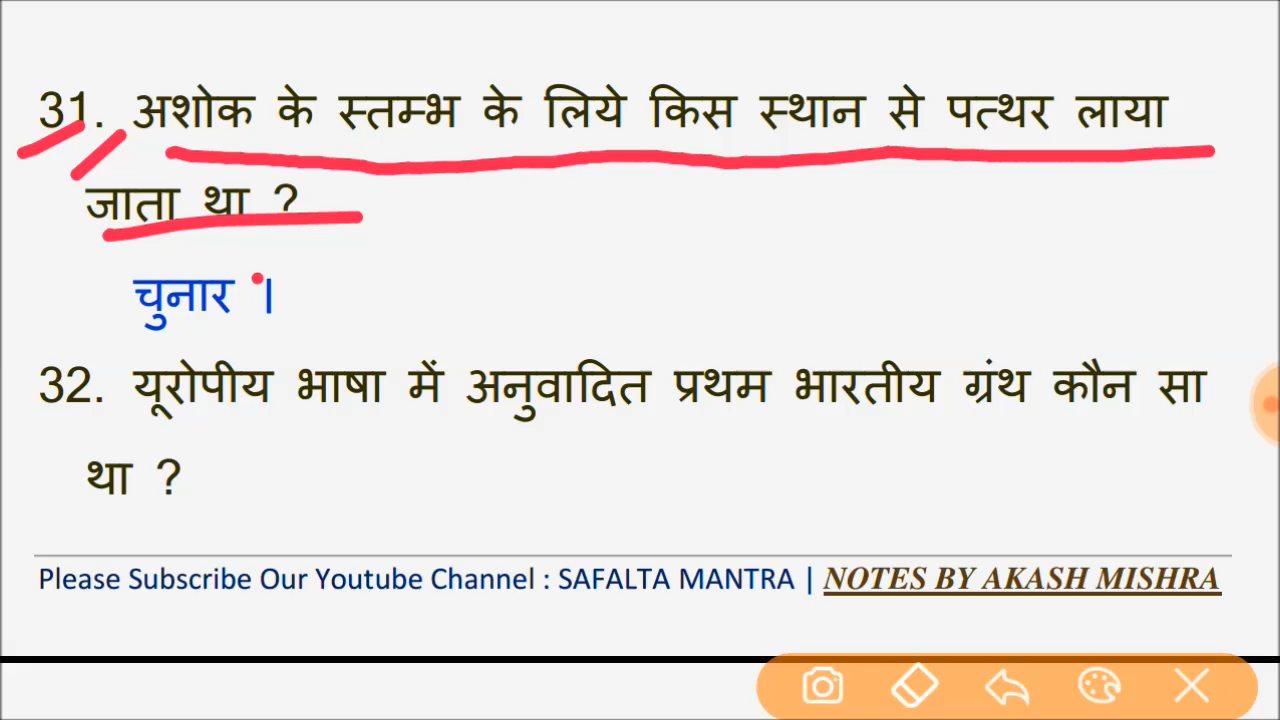 31. अशोक के स्तम्भ के लिये किस स्थान से पत्थर लाया
जाता था ?
चुनार |
32. यूरोपीय भाषा में अनुवादित प्रथम भारतीय ग्रंथ कौन सा
था ?
Please Subscribe Our Youtube Channel : SAFALTA MANTRA | NOTES BY AKASH MISHRA